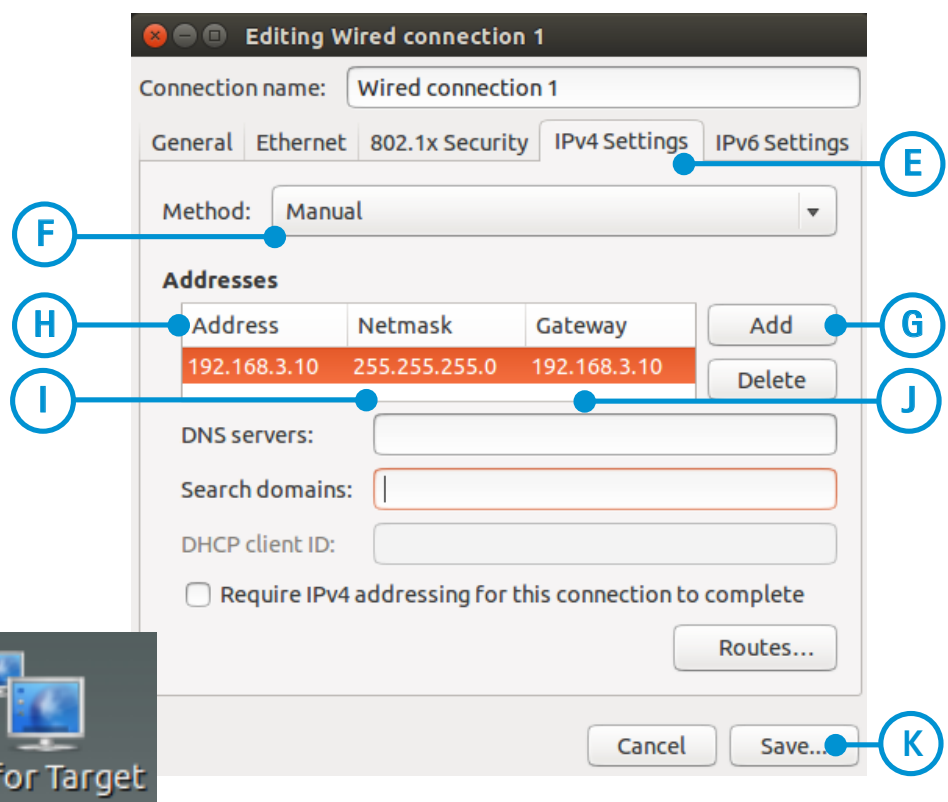 Editing Wired connection 1
Connection name: Wired connection 1
General Ethernet 802.1x Security IPv4 Settings IPv6 Settings
E
Method: Manual
F
Addresses
H Address Netmask Gateway Add G
192.168.3.10 255.255.255.0 192.168.3.10
Delete
I J
DNS servers:
Search domains:
DHCP client ID:
Require IPv4 addressing for this connection to complete
Routes...
Cancel Save... K
for Target